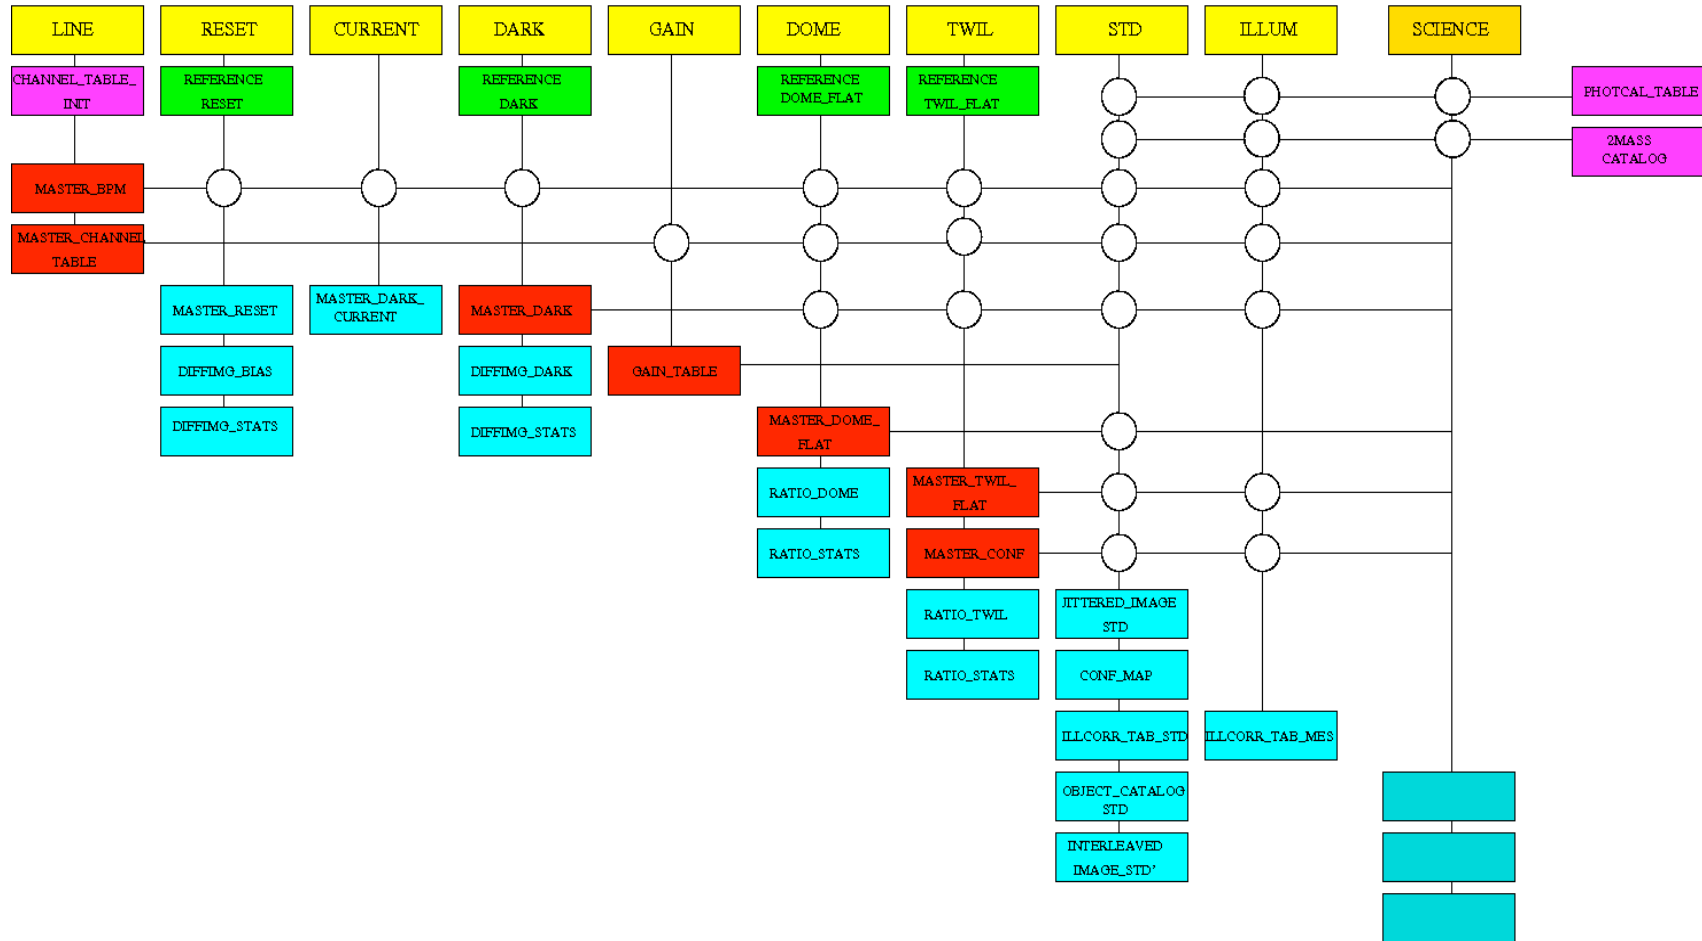 LINE
RESET
CURRENT
DARK
GAIN
DOME
TWIL
STD
ILLUM
SCIENCE
CHANNEL_TABLE_
INIT
REFERENCE
RESET
REFERENCE
DARK
REFERENCE
DOME_FLAT
REFERENCE
TWIL_FLAT
PHOTCAL_TABLE
2MASS
CATALOG
MASTER_BPM
MASTER_CHANNEL
TABLE
MASTER_RESET
MASTER_DARK_
CURRENT
MASTER_DARK
DIFFIMG_BIAS
DIFFIMG_DARK
GAIN_TABLE
DIFFIMG_STATS
DIFFIMG_STATS
MASTER_DOME_
FLAT
RATIO_DOME
MASTER_TWIL_
FLAT
RATIO_STATS
MASTER_CONF
RATIO_TWIL
JITTERED_IMAGE
STD
RATIO_STATS
CONF_MAP
ILLCORR_TAB_STD
ILLCORR_TAB_MES
OBJECT_CATALOG
STD
INTERLEAVED
IMAGE_STD'